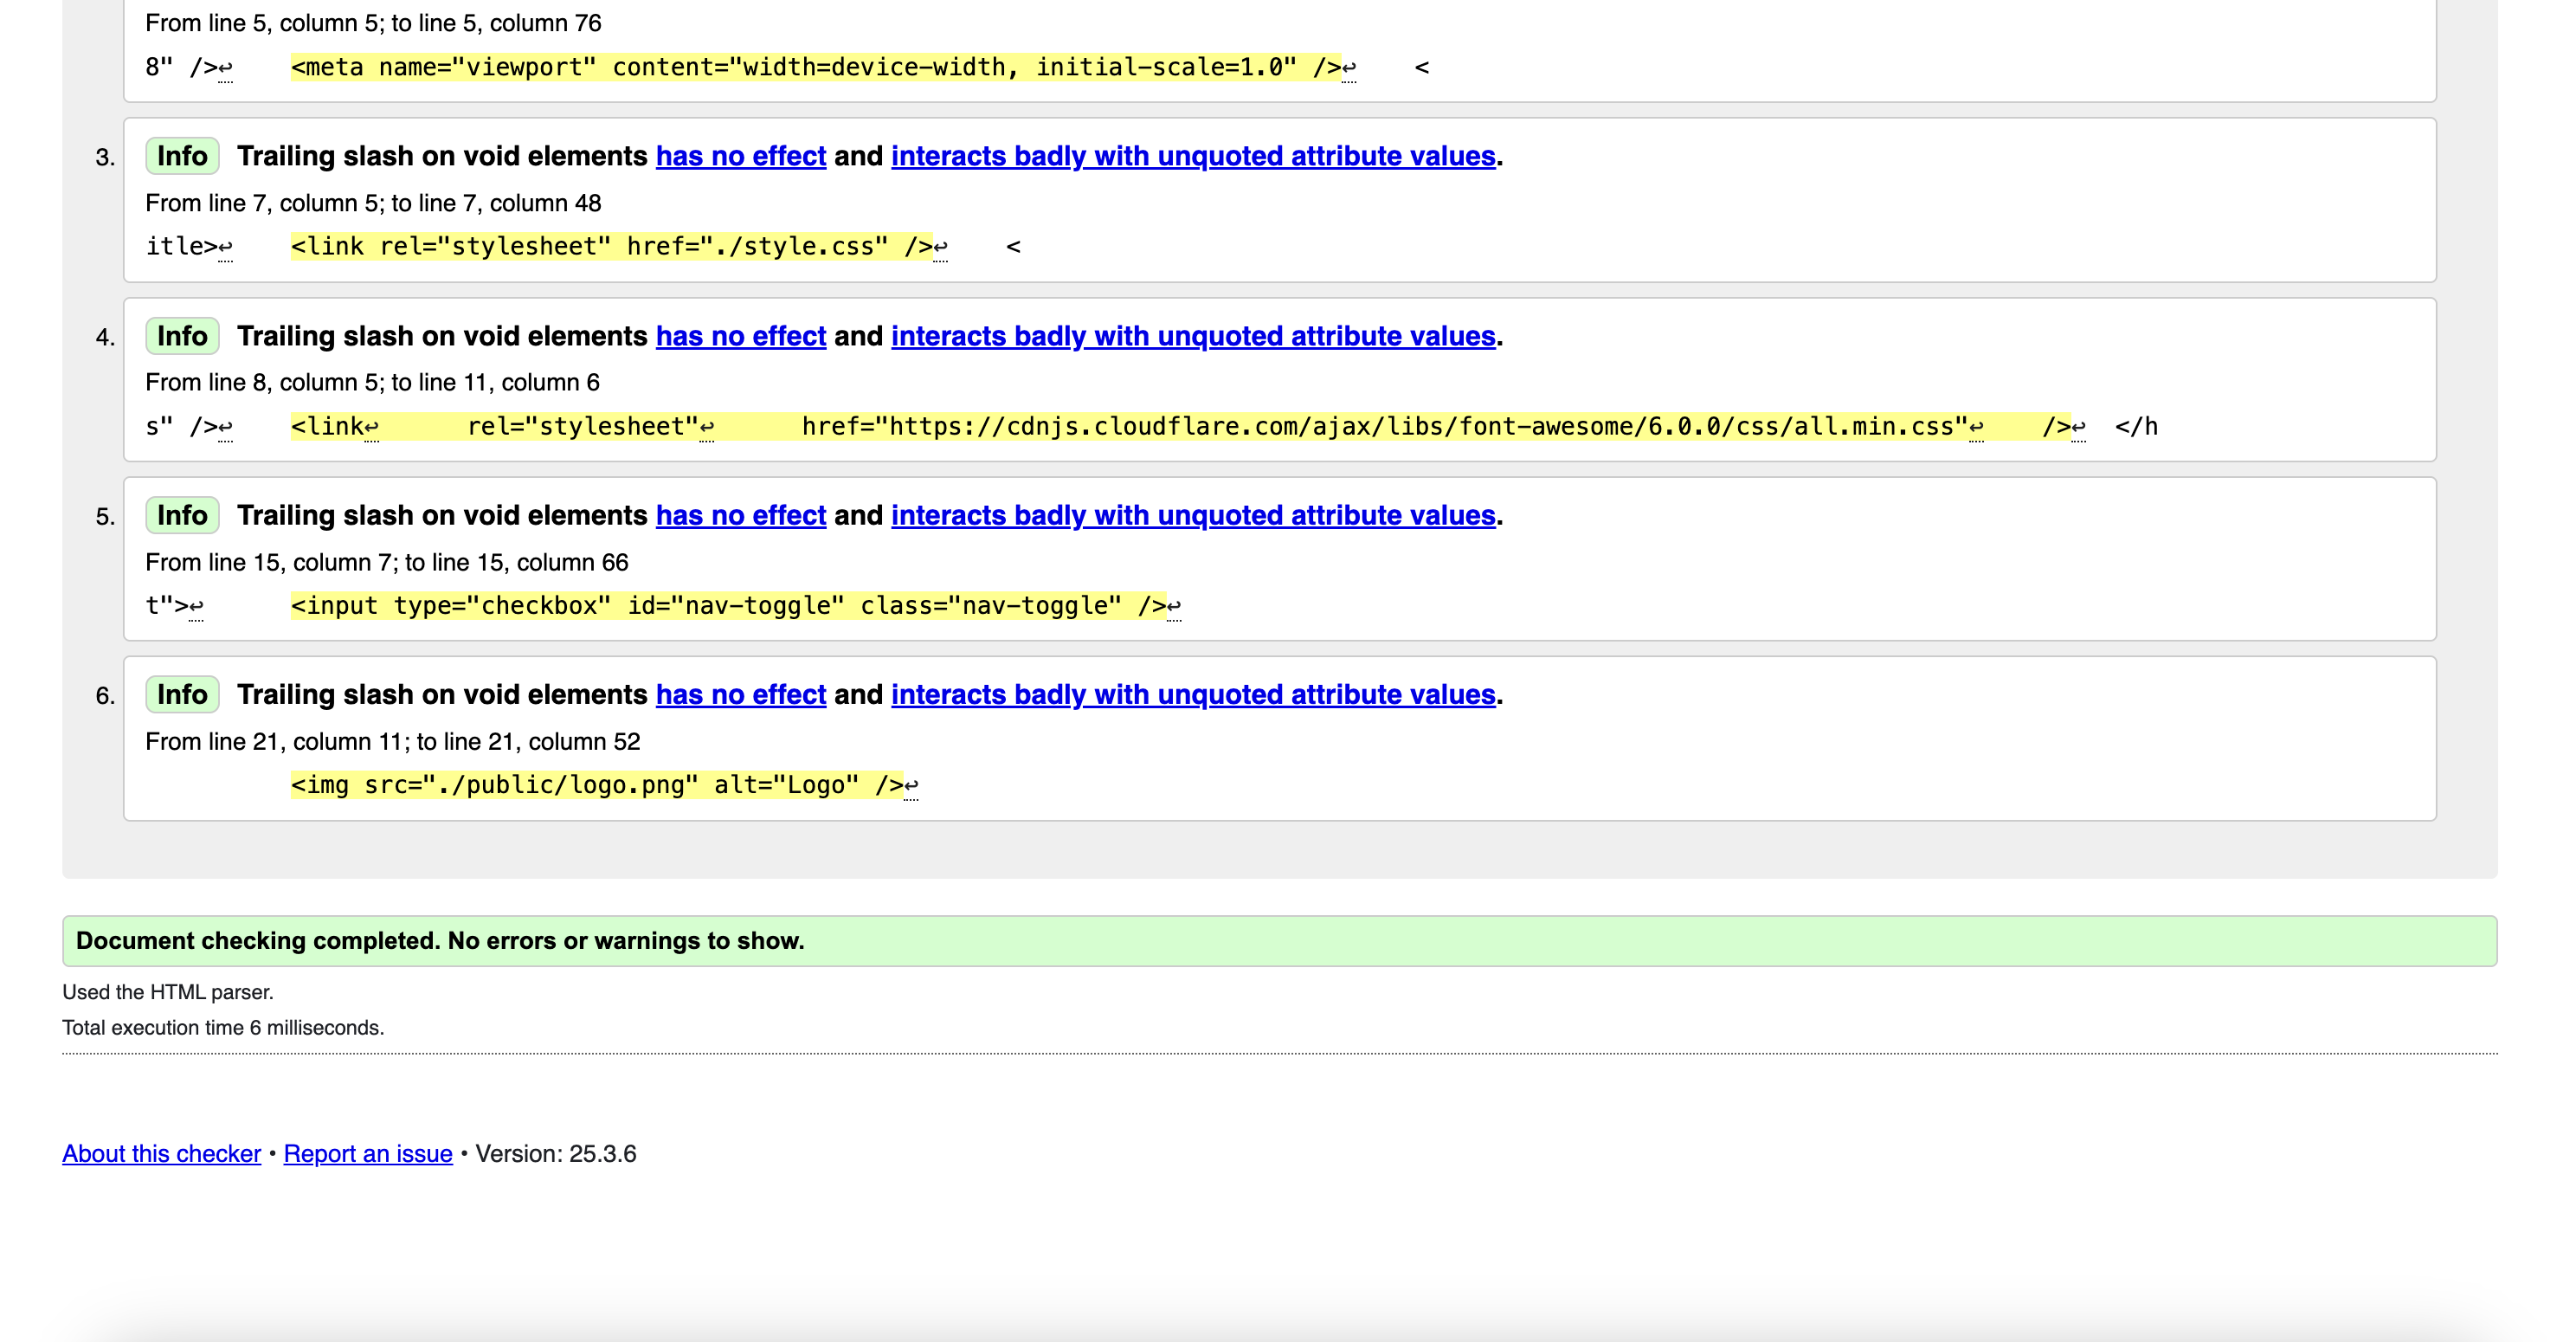 From line 5, column 5; to line 5, column 76
8" />↩    <meta name="viewport" content="width=device-width, initial-scale=1.0" />↩    <
3. Info Trailing slash on void elements has no effect and interacts badly with unquoted attribute values.
From line 7, column 5; to line 7, column 48
itle>↩    <link rel="stylesheet" href="./style.css" />↩    <
4. Info Trailing slash on void elements has no effect and interacts badly with unquoted attribute values.
From line 8, column 5; to line 11, column 6
s" />↩    <link↩      rel="stylesheet"↩      href="https://cdnjs.cloudflare.com/ajax/libs/font-awesome/6.0.0/css/all.min.css"↩    />↩  </h
5. Info Trailing slash on void elements has no effect and interacts badly with unquoted attribute values.
From line 15, column 7; to line 15, column 66
t">↩      <input type="checkbox" id="nav-toggle" class="nav-toggle" />↩
6. Info Trailing slash on void elements has no effect and interacts badly with unquoted attribute values.
From line 21, column 11; to line 21, column 52
<img src="./public/logo.png" alt="Logo" />↩
Document checking completed. No errors or warnings to show.
Used the HTML parser.
Total execution time 6 milliseconds.
About this checker • Report an issue • Version: 25.3.6